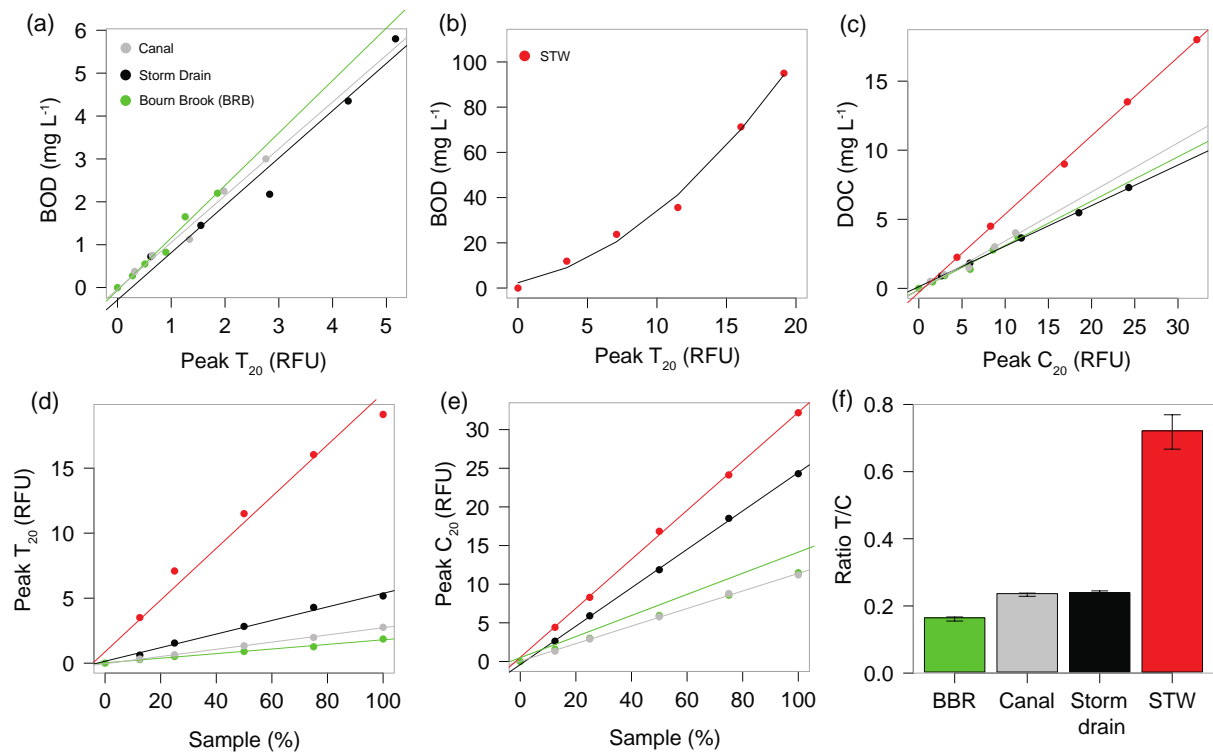 (a)
BOD (mg L⁻¹)
6
5
4
3
2
1
0
Canal
Storm Drain
Bourn Brook (BRB)
0 1 2 3 4 5
Peak T₂₀ (RFU)
(b)
BOD (mg L⁻¹)
100
80
60
40
20
0
STW
0 5 10 15 20
Peak T₂₀ (RFU)
(c)
DOC (mg L⁻¹)
15
10
5
0
0 5 10 15 20 25 30
Peak C₂₀ (RFU)
(d)
Peak T₂₀ (RFU)
15
10
5
0
0 20 40 60 80 100
Sample (%)
(e)
Peak C₂₀ (RFU)
30
25
20
15
10
5
0
0 20 40 60 80 100
Sample (%)
(f)
Ratio T/C
0.8
0.6
0.4
0.2
0.0
BBR Canal Storm STW
drain